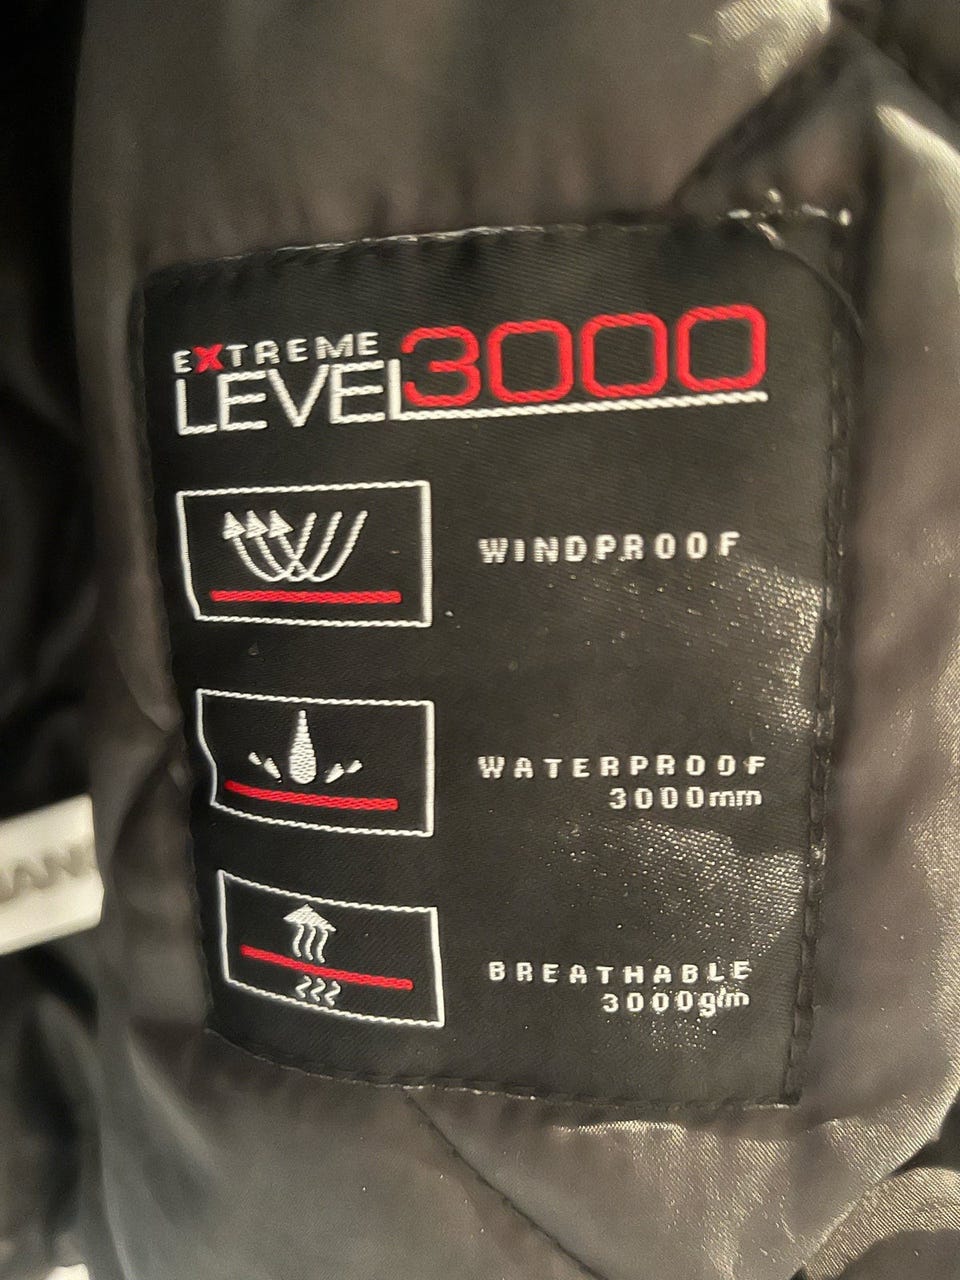 EXTREME
LEVEL3000
WINDPROOF
WATERPROOF
3000mm
BREATHABLE
3000g/m